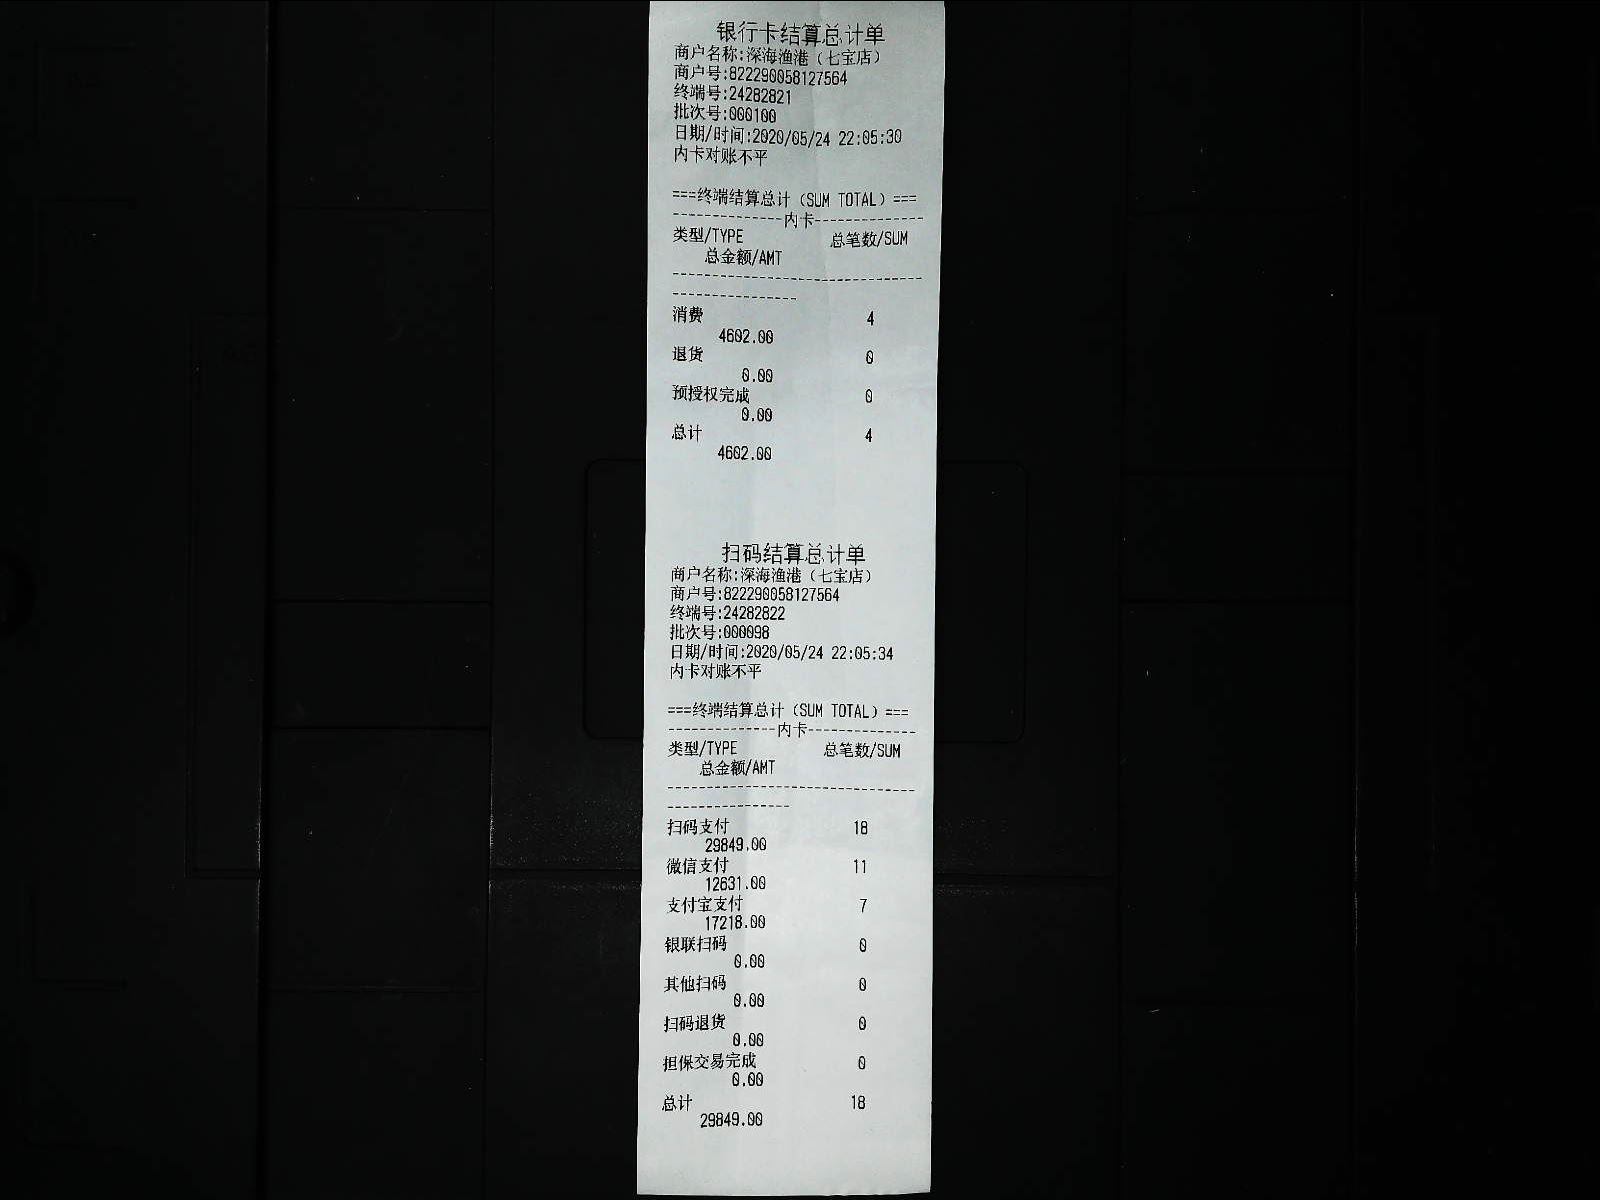 银行卡结算总计单
商户名称:深海渔港（七宝店）
商户号:822290058127564
终端号:24282821
批次号:000100
日期/时间:2020/05/24 22:05:30
内卡对账不平
===终端结算总计（SUM TOTAL）===
--------------内卡--------------
类型/TYPE 总笔数/SUM
总金额/AMT
--------------------------------
----------------
消费 4
4602.00
退货 0
0.00
预授权完成 0
0.00
总计 4
4602.00
扫码结算总计单
商户名称:深海渔港（七宝店）
商户号:822290058127564
终端号:24282822
批次号:000098
日期/时间:2020/05/24 22:05:34
内卡对账不平
===终端结算总计（SUM TOTAL）===
--------------内卡--------------
类型/TYPE 总笔数/SUM
总金额/AMT
--------------------------------
----------------
扫码支付 18
29849.00
微信支付 11
12631.00
支付宝支付 7
17218.00
银联扫码 0
0.00
其他扫码 0
0.00
扫码退货 0
0.00
担保交易完成 0
0.00
总计 18
29849.00